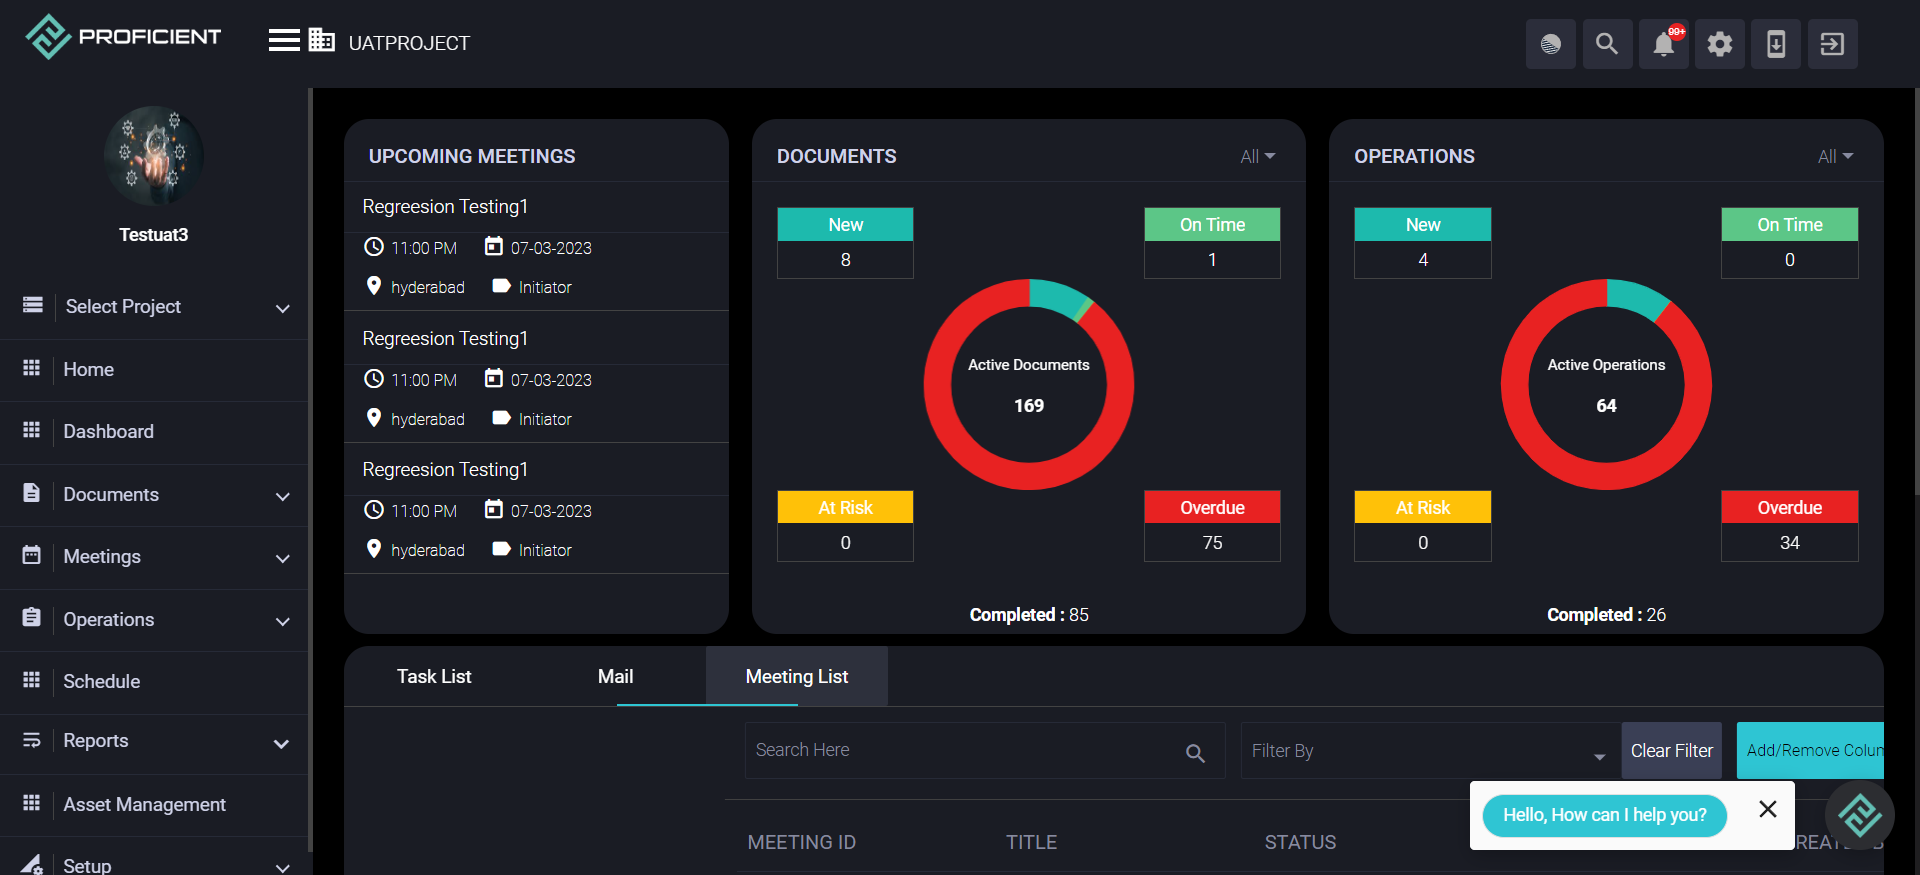 PROFICIENT
UATPROJECT
99+
Testuat3
Select Project
Home
Dashboard
Documents
Meetings
Operations
Schedule
Reports
Asset Management
Setup
UPCOMING MEETINGS
Regreesion Testing1
11:00 PM 07-03-2023
hyderabad Initiator
Regreesion Testing1
11:00 PM 07-03-2023
hyderabad Initiator
Regreesion Testing1
11:00 PM 07-03-2023
hyderabad Initiator
DOCUMENTS All
New
8
On Time
1
Active Documents
169
At Risk
0
Overdue
75
Completed : 85
OPERATIONS All
New
4
On Time
0
Active Operations
64
At Risk
0
Overdue
34
Completed : 26
Task List Mail Meeting List
Search Here Filter By Clear Filter Add/Remove Colum
Hello, How can I help you?
MEETING ID TITLE STATUS